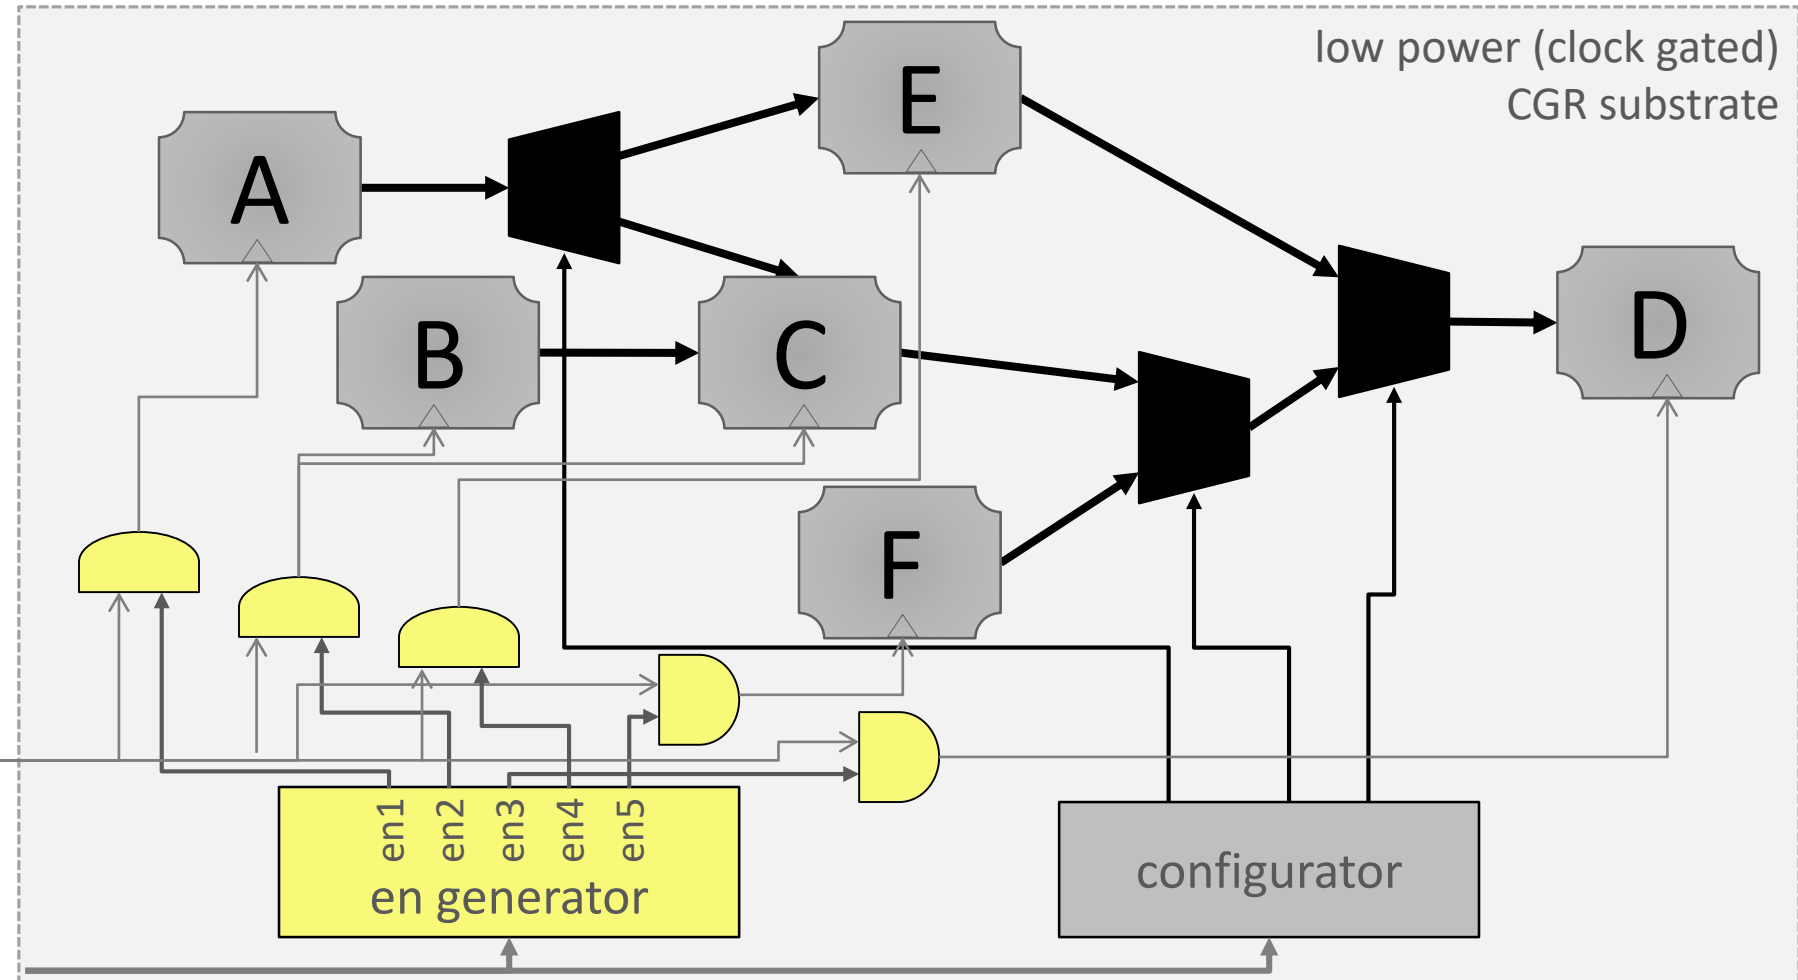 low power (clock gated)
CGR substrate
E
A
B
C
D
F
en1
en2
en3
en4
en5
en generator
configurator